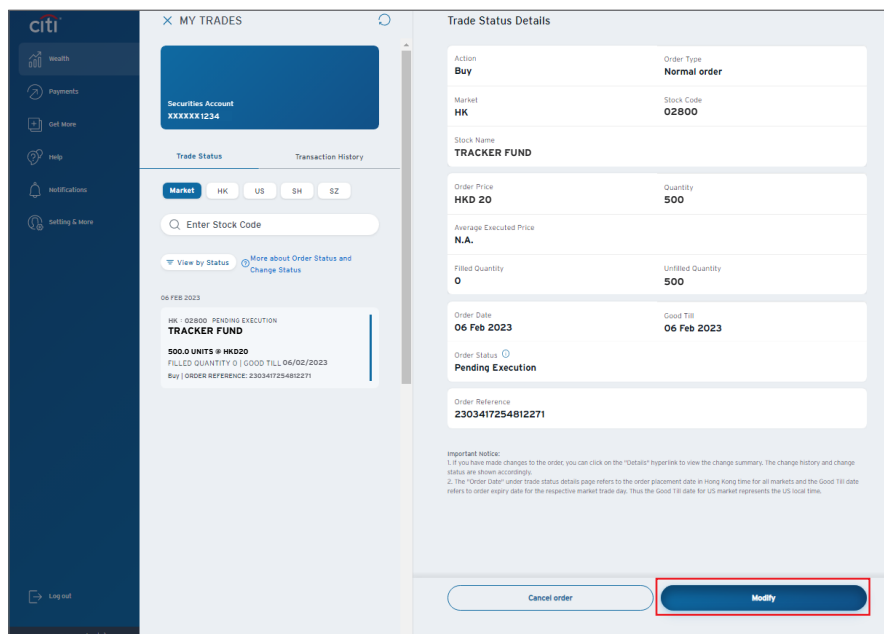 citi
Wealth
Payments
Get More
Help
Notifications
Setting & More
Log out
MY TRADES
Securities Account
XXXXXX1234
Trade Status
Transaction History
Market
HK
US
SH
SZ
Enter Stock Code
View by Status
More about Order Status and
Change Status
06 FEB 2023
HK : 02800 PENDING EXECUTION
TRACKER FUND
500.0 UNITS @ HKD20
FILLED QUANTITY 0 | GOOD TILL 06/02/2023
Buy | ORDER REFERENCE: 2303417254812271
Trade Status Details
Action
Buy
Order Type
Normal order
Market
HK
Stock Code
02800
Stock Name
TRACKER FUND
Order Price
HKD 20
Quantity
500
Average Executed Price
N.A.
Filled Quantity
0
Unfilled Quantity
500
Order Date
06 Feb 2023
Good Till
06 Feb 2023
Order Status
Pending Execution
Order Reference
2303417254812271
Important Notice:
1. If you have made changes to the order, you can click on the "Details" hyperlink to view the change summary. The change history and change
status are shown accordingly.
2. The "Order Date" under trade status details page refers to the order placement date in Hong Kong time for all markets and the Good Till date
refers to order expiry date for the respective market trade day. Thus the Good Till date for US market represents the US local time.
Cancel order
Modify